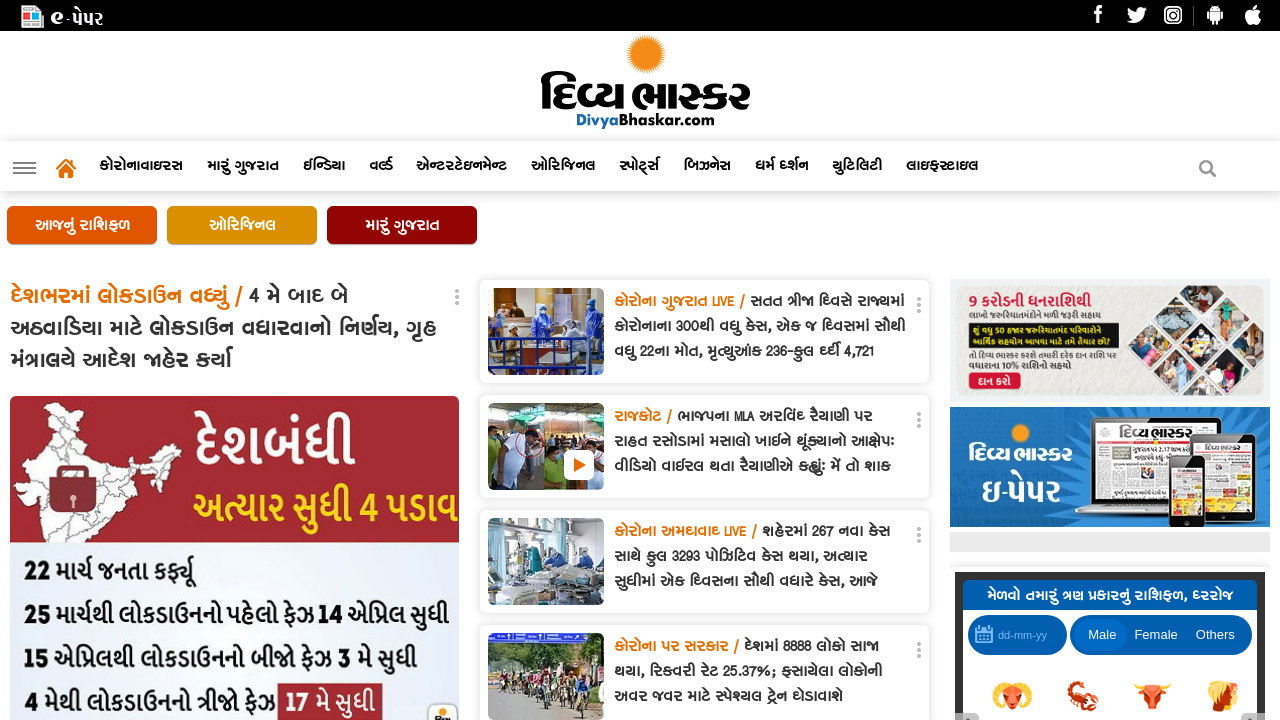 e-પેપર
દિવ્ય ભાસ્કર
DivyaBhaskar.com
કોરોનાવાઇરસ મારું ગુજરાત ઈન્ડિયા વર્લ્ડ એન્ટરટેઇનમેન્ટ ઓરિજિનલ સ્પોર્ટ્સ બિઝનેસ ધર્મ દર્શન યુટિલિટી લાઇફસ્ટાઇલ
આજનું રાશિફળ ઓરિજિનલ મારું ગુજરાત
દેશભરમાં લોકડાઉન વધ્યું / 4 મે બાદ બે
અઠવાડિયા માટે લોકડાઉન વધારવાનો નિર્ણય, ગૃહ
મંત્રાલયે આદેશ જાહેર કર્યા
દેશબંધી
અત્યાર સુધી 4 પડાવ
22 માર્ચ જનતા કર્ફ્યૂ
25 માર્ચથી લોકડાઉનનો પહેલો ફેઝ 14 એપ્રિલ સુધી
15 એપ્રિલથી લોકડાઉનનો બીજો ફેઝ 3 મે સુધી
4 મેથી લોકડાઉનનો ત્રીજો ફેઝ 17 મે સુધી
કોરોના ગુજરાત LIVE / સતત ત્રીજા દિવસે રાજ્યમાં
કોરોનાના 300થી વધુ કેસ, એક જ દિવસમાં સૌથી
વધુ 22ના મોત, મૃત્યુઆંક 236-કુલ દર્દી 4,721
રાજકોટ / ભાજપના MLA અરવિંદ રૈયાણી પર
રાહત રસોડામાં મસાલો ખાઈને થૂંક્યાનો આક્ષેપઃ
વીડિયો વાઈરલ થતા રૈયાણીએ કહ્યુંઃ મેં તો શાક
કોરોના અમદાવાદ LIVE / શહેરમાં 267 નવા કેસ
સાથે કુલ 3293 પોઝિટિવ કેસ થયા, અત્યાર
સુધીમાં એક દિવસના સૌથી વધારે કેસ, આજે
કોરોના પર સરકાર / દેશમાં 8888 લોકો સાજા
થયા, રિકવરી રેટ 25.37%; ફસાયેલા લોકોની
અવર જવર માટે સ્પેશ્યલ ટ્રેન દોડાવાશે
9 કરોડની ધનરાશિથી
લાખો જરુરિયાતમંદોને મળી જરૂરી સહાય
શું વધુ 50 હજાર જરુરિયાતમંદ પરિવારોને
આર્થિક સહયોગ આપવા માટે તમે તૈયાર છો?
તો દિવ્ય ભાસ્કર કરશે તમારી દરેક દાન રાશિ પર
વધારાના 10% રાશિનો સહયો
દાન કરો
દિવ્ય ભાસ્કર
ઇ-પેપર
દિવ્ય ભાસ્કર
મેળવો તમારું ત્રણ પ્રકારનું રાશિફળ, દરરોજ
dd-mm-yy Male Female Others